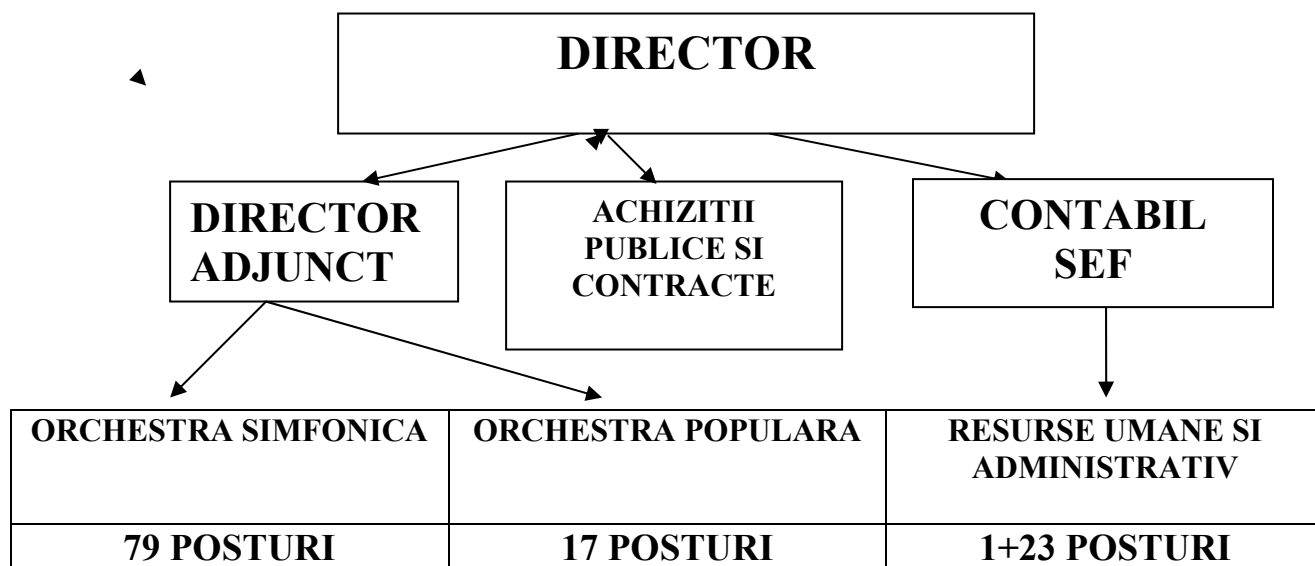 DIRECTOR
DIRECTOR
ADJUNCT
ACHIZITII
PUBLICE SI
CONTRACTE
CONTABIL
SEF
ORCHESTRA SIMFONICA
ORCHESTRA POPULARA
RESURSE UMANE SI
ADMINISTRATIV
79 POSTURI
17 POSTURI
1+23 POSTURI